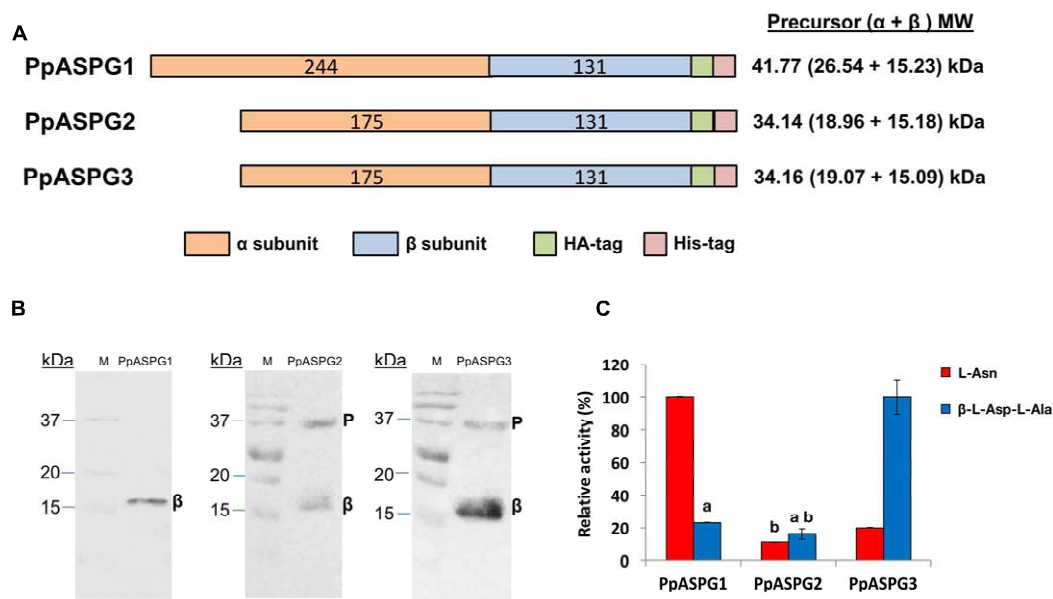 A
Precursor (α + β ) MW
PpASPG1 244 131 41.77 (26.54 + 15.23) kDa
PpASPG2 175 131 34.14 (18.96 + 15.18) kDa
PpASPG3 175 131 34.16 (19.07 + 15.09) kDa
α subunit β subunit HA-tag His-tag
B
kDa M PpASPG1
37
20
15
β
kDa M PpASPG2
37
20
15
P
β
kDa M PpASPG3
37
20
15
P
β
C
Relative activity (%)
120
100
80
60
40
20
0
a
b
a b
PpASPG1 PpASPG2 PpASPG3
L-Asn
β-L-Asp-L-Ala